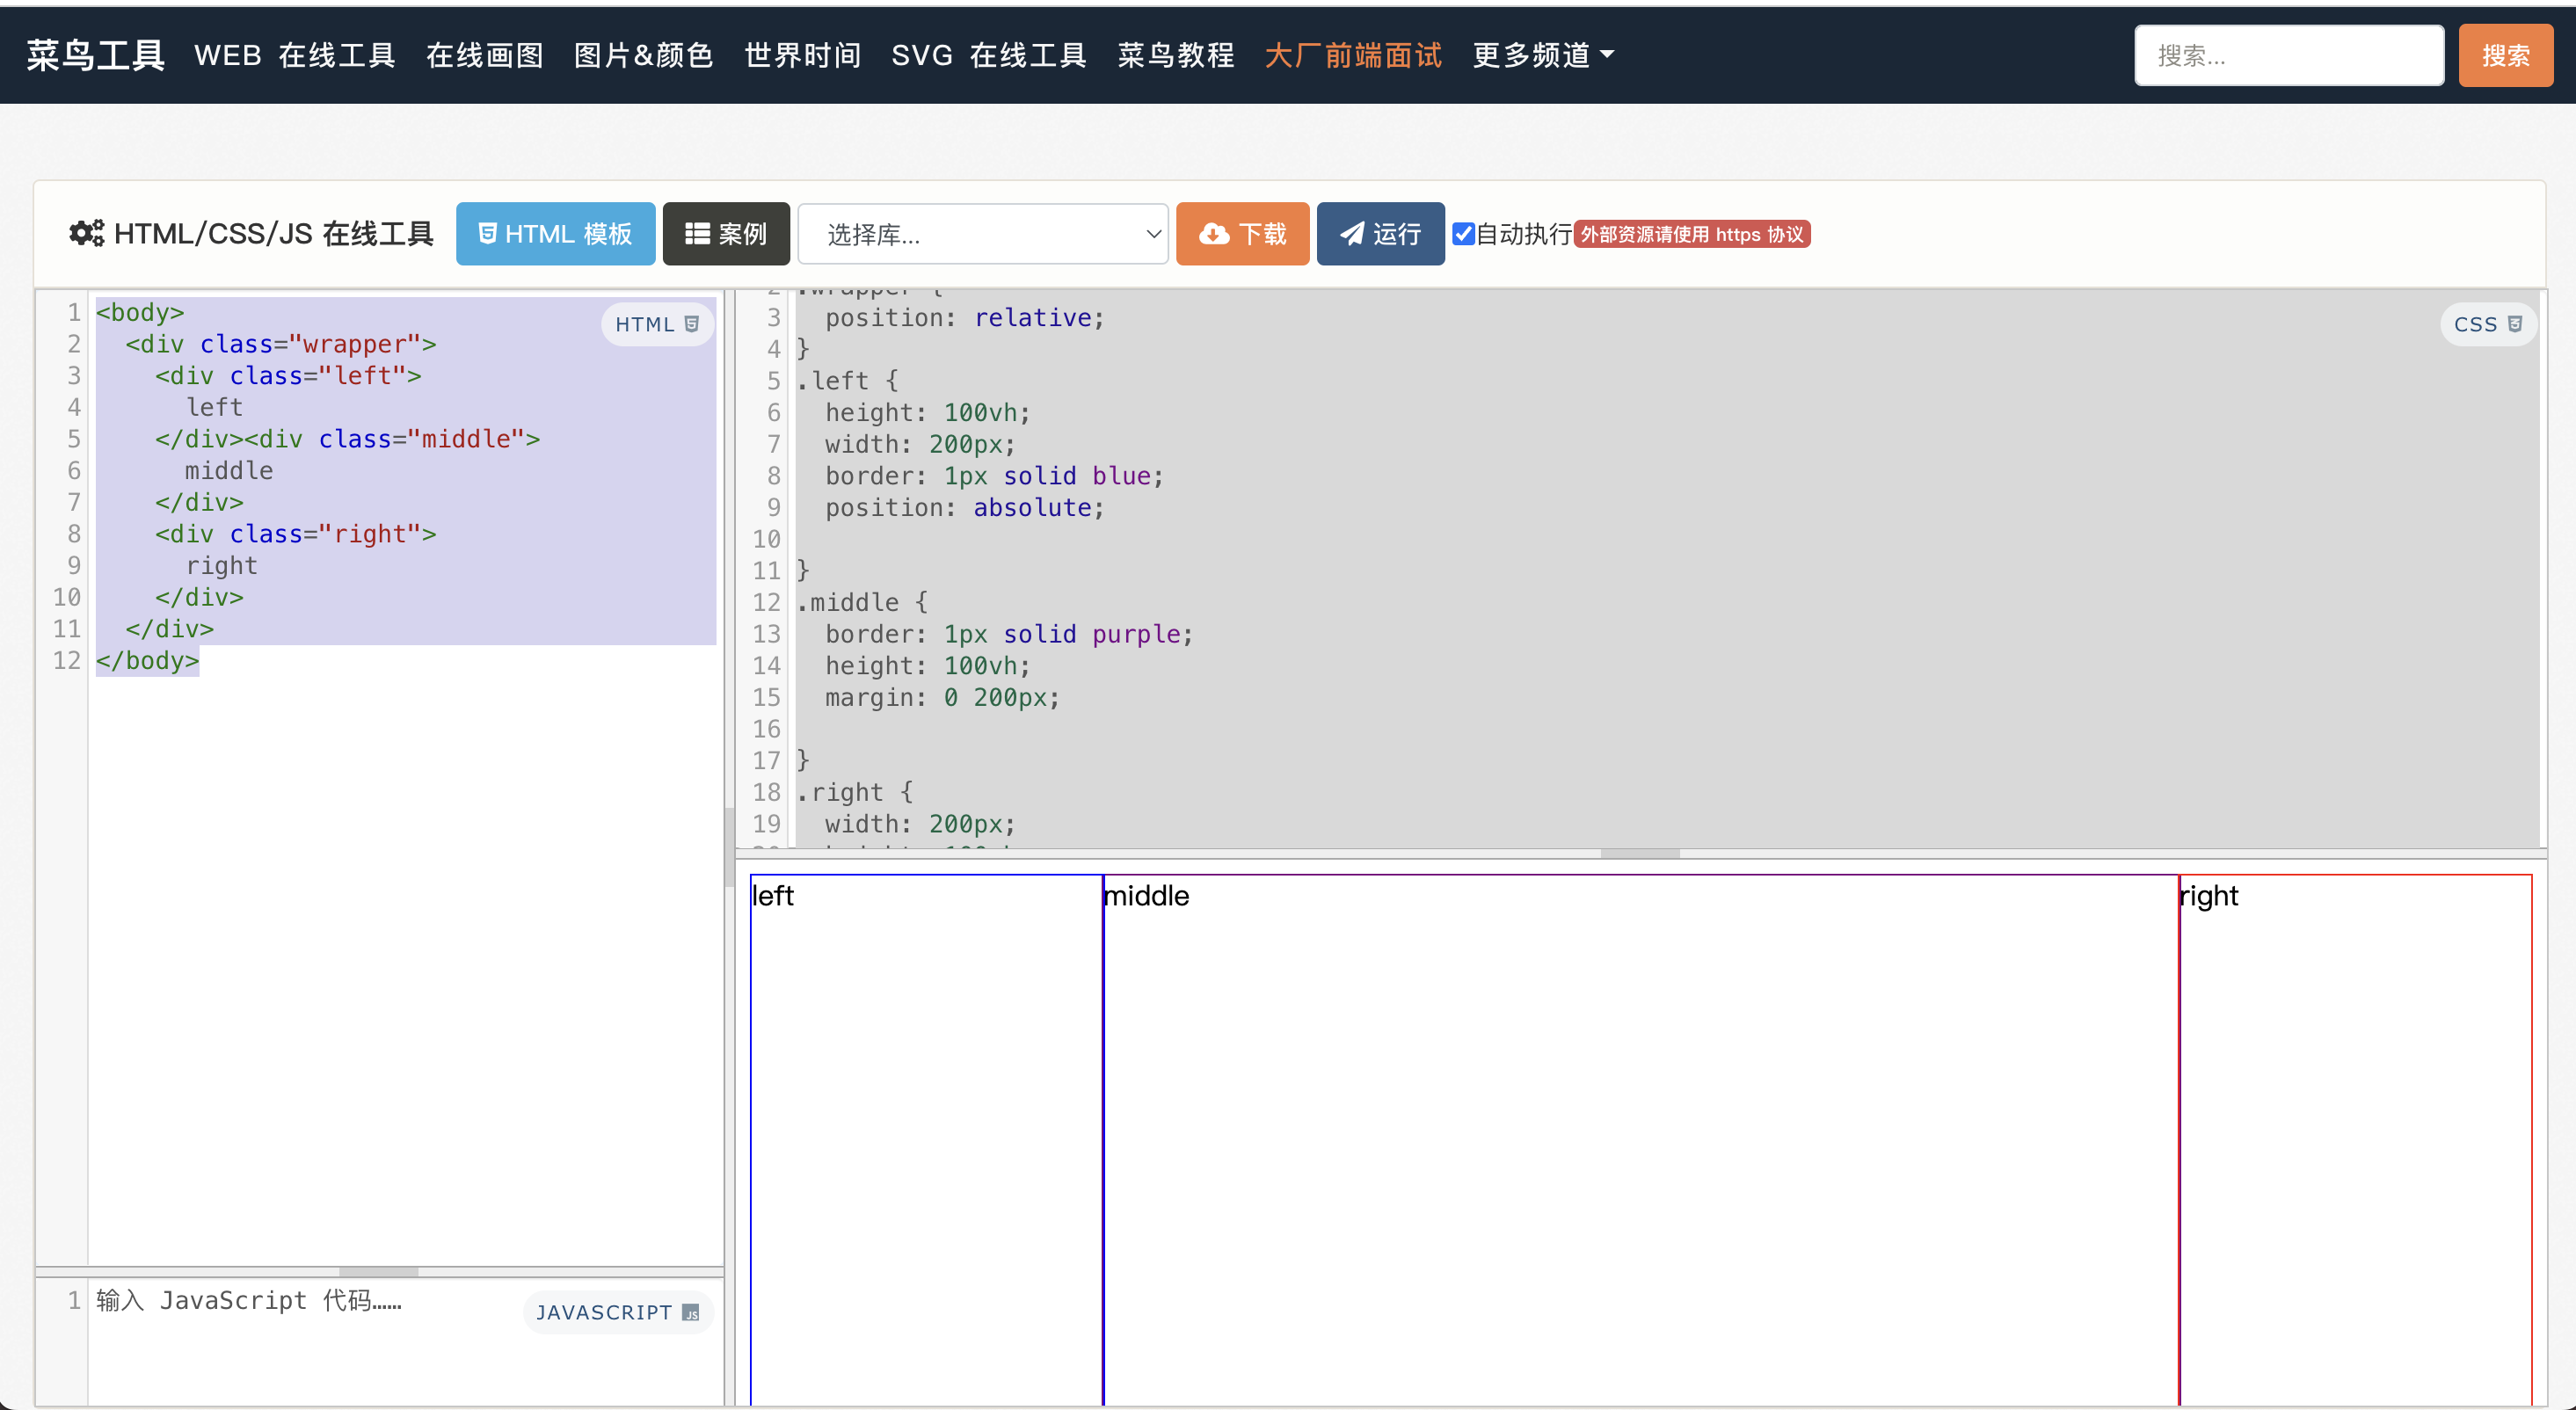 菜鸟工具 WEB 在线工具 在线画图 图片&颜色 世界时间 SVG 在线工具 菜鸟教程 大厂前端面试 更多频道 搜索... 搜索
HTML/CSS/JS 在线工具 HTML 模板 案例 选择库... 下载 运行 自动执行 外部资源请使用 https 协议
HTML
1 <body>
2 <div class="wrapper">
3 <div class="left">
4 left
5 </div><div class="middle">
6 middle
7 </div>
8 <div class="right">
9 right
10 </div>
11 </div>
12 </body>
1 输入 JavaScript 代码……
JAVASCRIPT JS
CSS
2 .wrapper {
3 position: relative;
4 }
5 .left {
6 height: 100vh;
7 width: 200px;
8 border: 1px solid blue;
9 position: absolute;
10
11 }
12 .middle {
13 border: 1px solid purple;
14 height: 100vh;
15 margin: 0 200px;
16
17 }
18 .right {
19 width: 200px;
left middle right